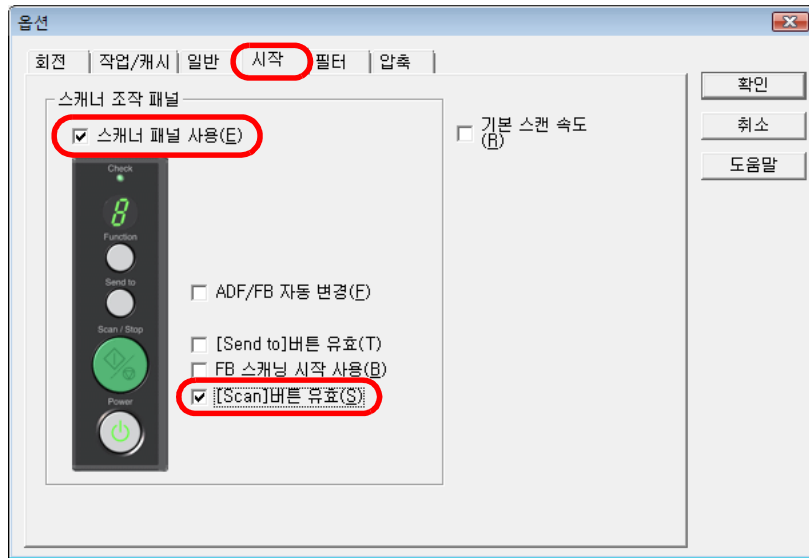 옵션
회전 작업/캐시 일반 시작 필터 압축
스캐너 조작 패널
스캐너 패널 사용(E)
Check
8
Function
Send to
Scan / Stop
Power
ADF/FB 자동 변경(F)
[Send to]버튼 유효(T)
FB 스캐닝 시작 사용(B)
[Scan]버튼 유효(S)
기본 스캔 속도
(R)
확인
취소
도움말